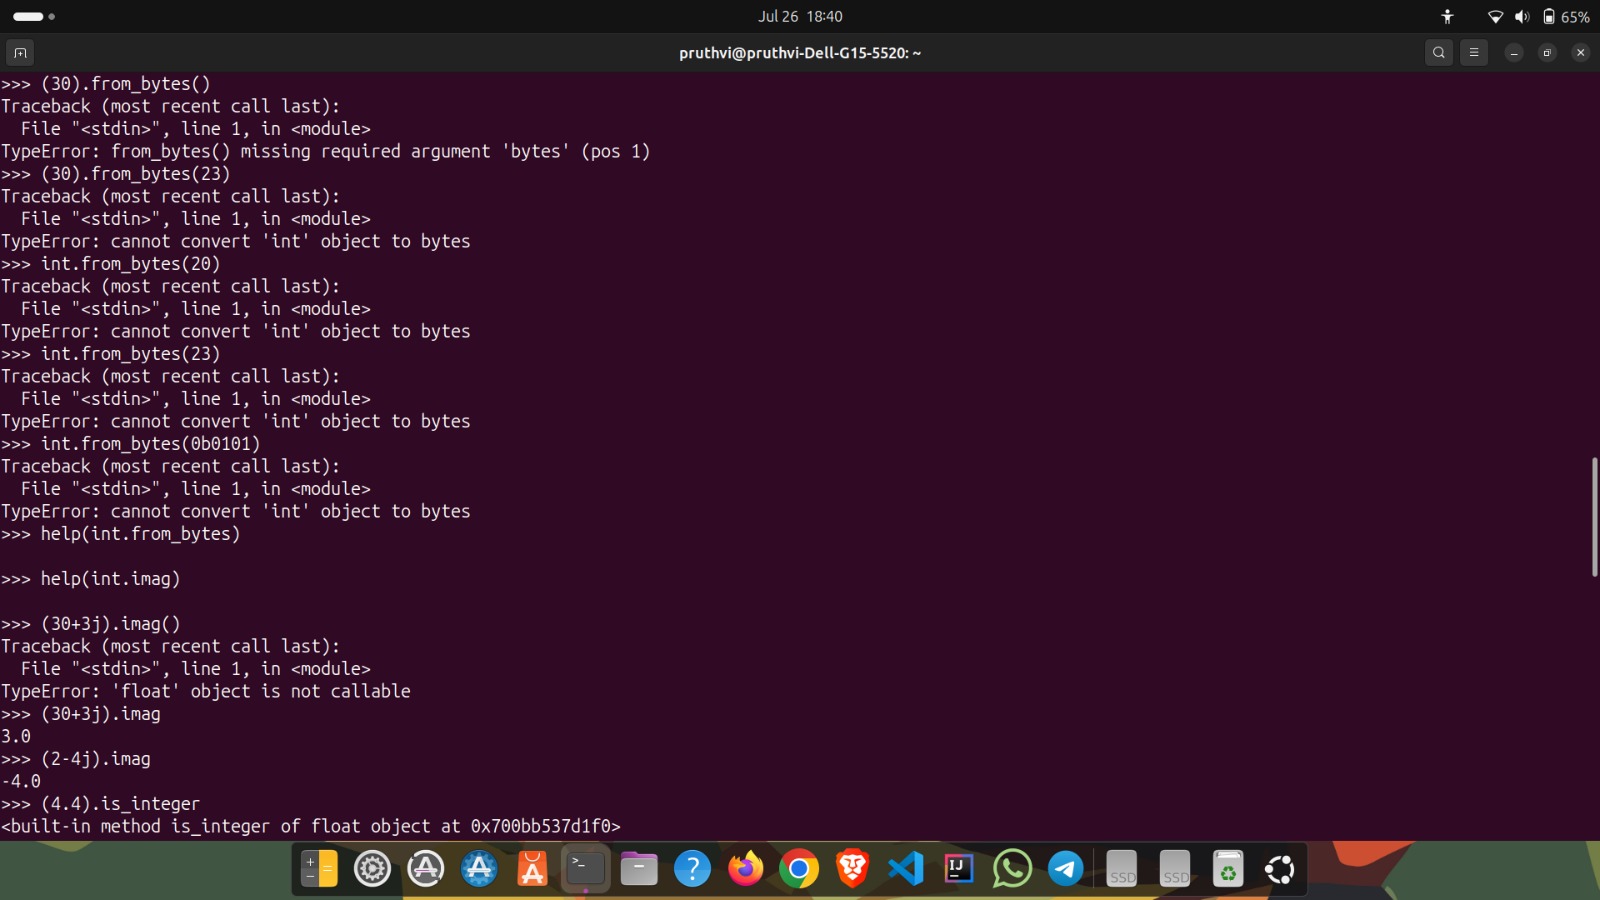 Jul 26 18:40
65%
pruthvi@pruthvi-Dell-G15-5520: ~
>>> (30).from_bytes()
Traceback (most recent call last):
  File "<stdin>", line 1, in <module>
TypeError: from_bytes() missing required argument 'bytes' (pos 1)
>>> (30).from_bytes(23)
Traceback (most recent call last):
  File "<stdin>", line 1, in <module>
TypeError: cannot convert 'int' object to bytes
>>> int.from_bytes(20)
Traceback (most recent call last):
  File "<stdin>", line 1, in <module>
TypeError: cannot convert 'int' object to bytes
>>> int.from_bytes(23)
Traceback (most recent call last):
  File "<stdin>", line 1, in <module>
TypeError: cannot convert 'int' object to bytes
>>> int.from_bytes(0b0101)
Traceback (most recent call last):
  File "<stdin>", line 1, in <module>
TypeError: cannot convert 'int' object to bytes
>>> help(int.from_bytes)

>>> help(int.imag)

>>> (30+3j).imag()
Traceback (most recent call last):
  File "<stdin>", line 1, in <module>
TypeError: 'float' object is not callable
>>> (30+3j).imag
3.0
>>> (2-4j).imag
-4.0
>>> (4.4).is_integer
<built-in method is_integer of float object at 0x700bb537d1f0>
>_ ? IJ SSD SSD